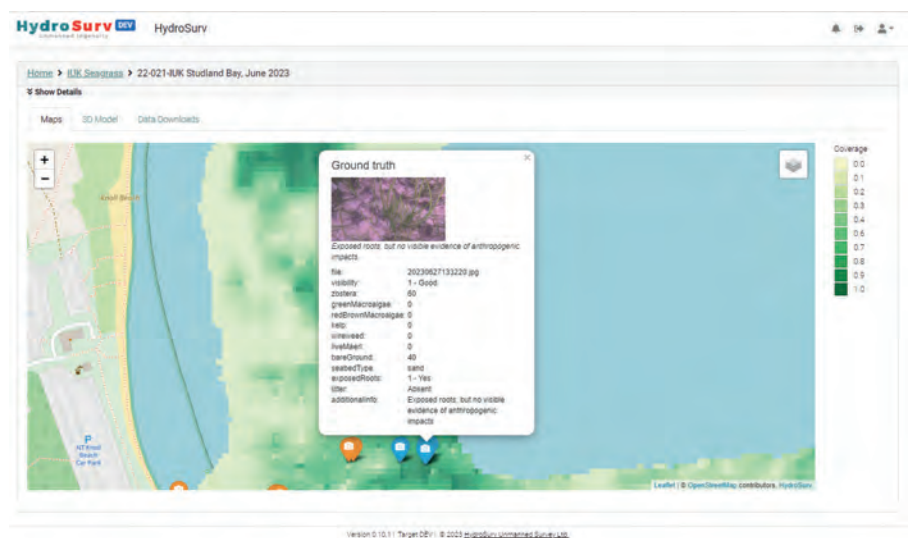 HydroSurv DEV HydroSurv
unmanned ingenuity
Home > IUK Seagrass > 22-021-IUK Studland Bay, June 2023
Show Details
Maps 3D Model Data Downloads
+
−
Knoll Beach
P
NT Knoll
Beach
Car Park
Ground truth
×
Exposed roots, but no visible evidence of anthropogenic
impacts
file: 20230627133220.jpg
visibility: 1 - Good
zostera: 60
greenMacroalgae: 0
redBrownMacroalgae: 0
kelp: 0
wireweed: 0
liveMaerl: 0
bareGround: 40
seabedType: sand
exposedRoots: 1 - Yes
litter: Absent
additionalInfo: Exposed roots, but no visible
evidence of anthropogenic
impacts
Coverage
0.0
0.1
0.2
0.3
0.4
0.6
0.7
0.8
0.9
1.0
Leaflet | © OpenStreetMap contributors, HydroSurv
Version 0.10.1 | Target DEV | © 2023 HydroSurv Unmanned Survey Ltd.